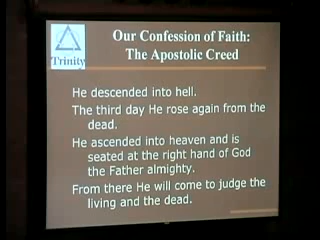 Our Confession of Faith:
The Apostolic Creed
Trinity
He descended into hell.
The third day He rose again from the
dead.
He ascended into heaven and is
seated at the right hand of God
the Father almighty.
From there He will come to judge the
living and the dead.